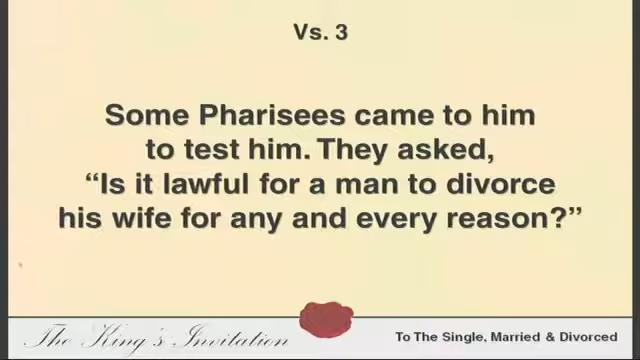 Vs. 3
Some Pharisees came to him
to test him. They asked,
“Is it lawful for a man to divorce
his wife for any and every reason?”
The King's Invitation
To The Single, Married & Divorced